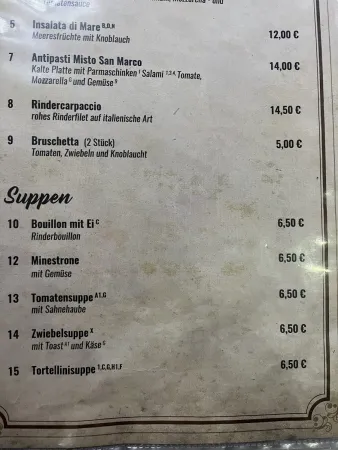 5 Insalata di Mare B,D,N 12,00 €
Meeresfrüchte mit Knoblauch
7 Antipasti Misto San Marco 14,00 €
Kalte Platte mit Parmaschinken Salami Tomate,
Mozzarella G und Gemüse
8 Rindercarpaccio 14,50 €
rohes Rinderfilet auf italienische Art
9 Bruschetta (2 Stück) 5,00 €
Tomaten, Zwiebeln und Knoblaucht
Suppen
10 Bouillon mit Ei C 6,50 €
Rinderbouillon
12 Minestrone 6,50 €
mit Gemüse
13 Tomatensuppe A1,G 6,50 €
mit Sahnehaube
14 Zwiebelsuppe 6,50 €
mit Toast A1 und Käse G
15 Tortellinisuppe 6,50 €